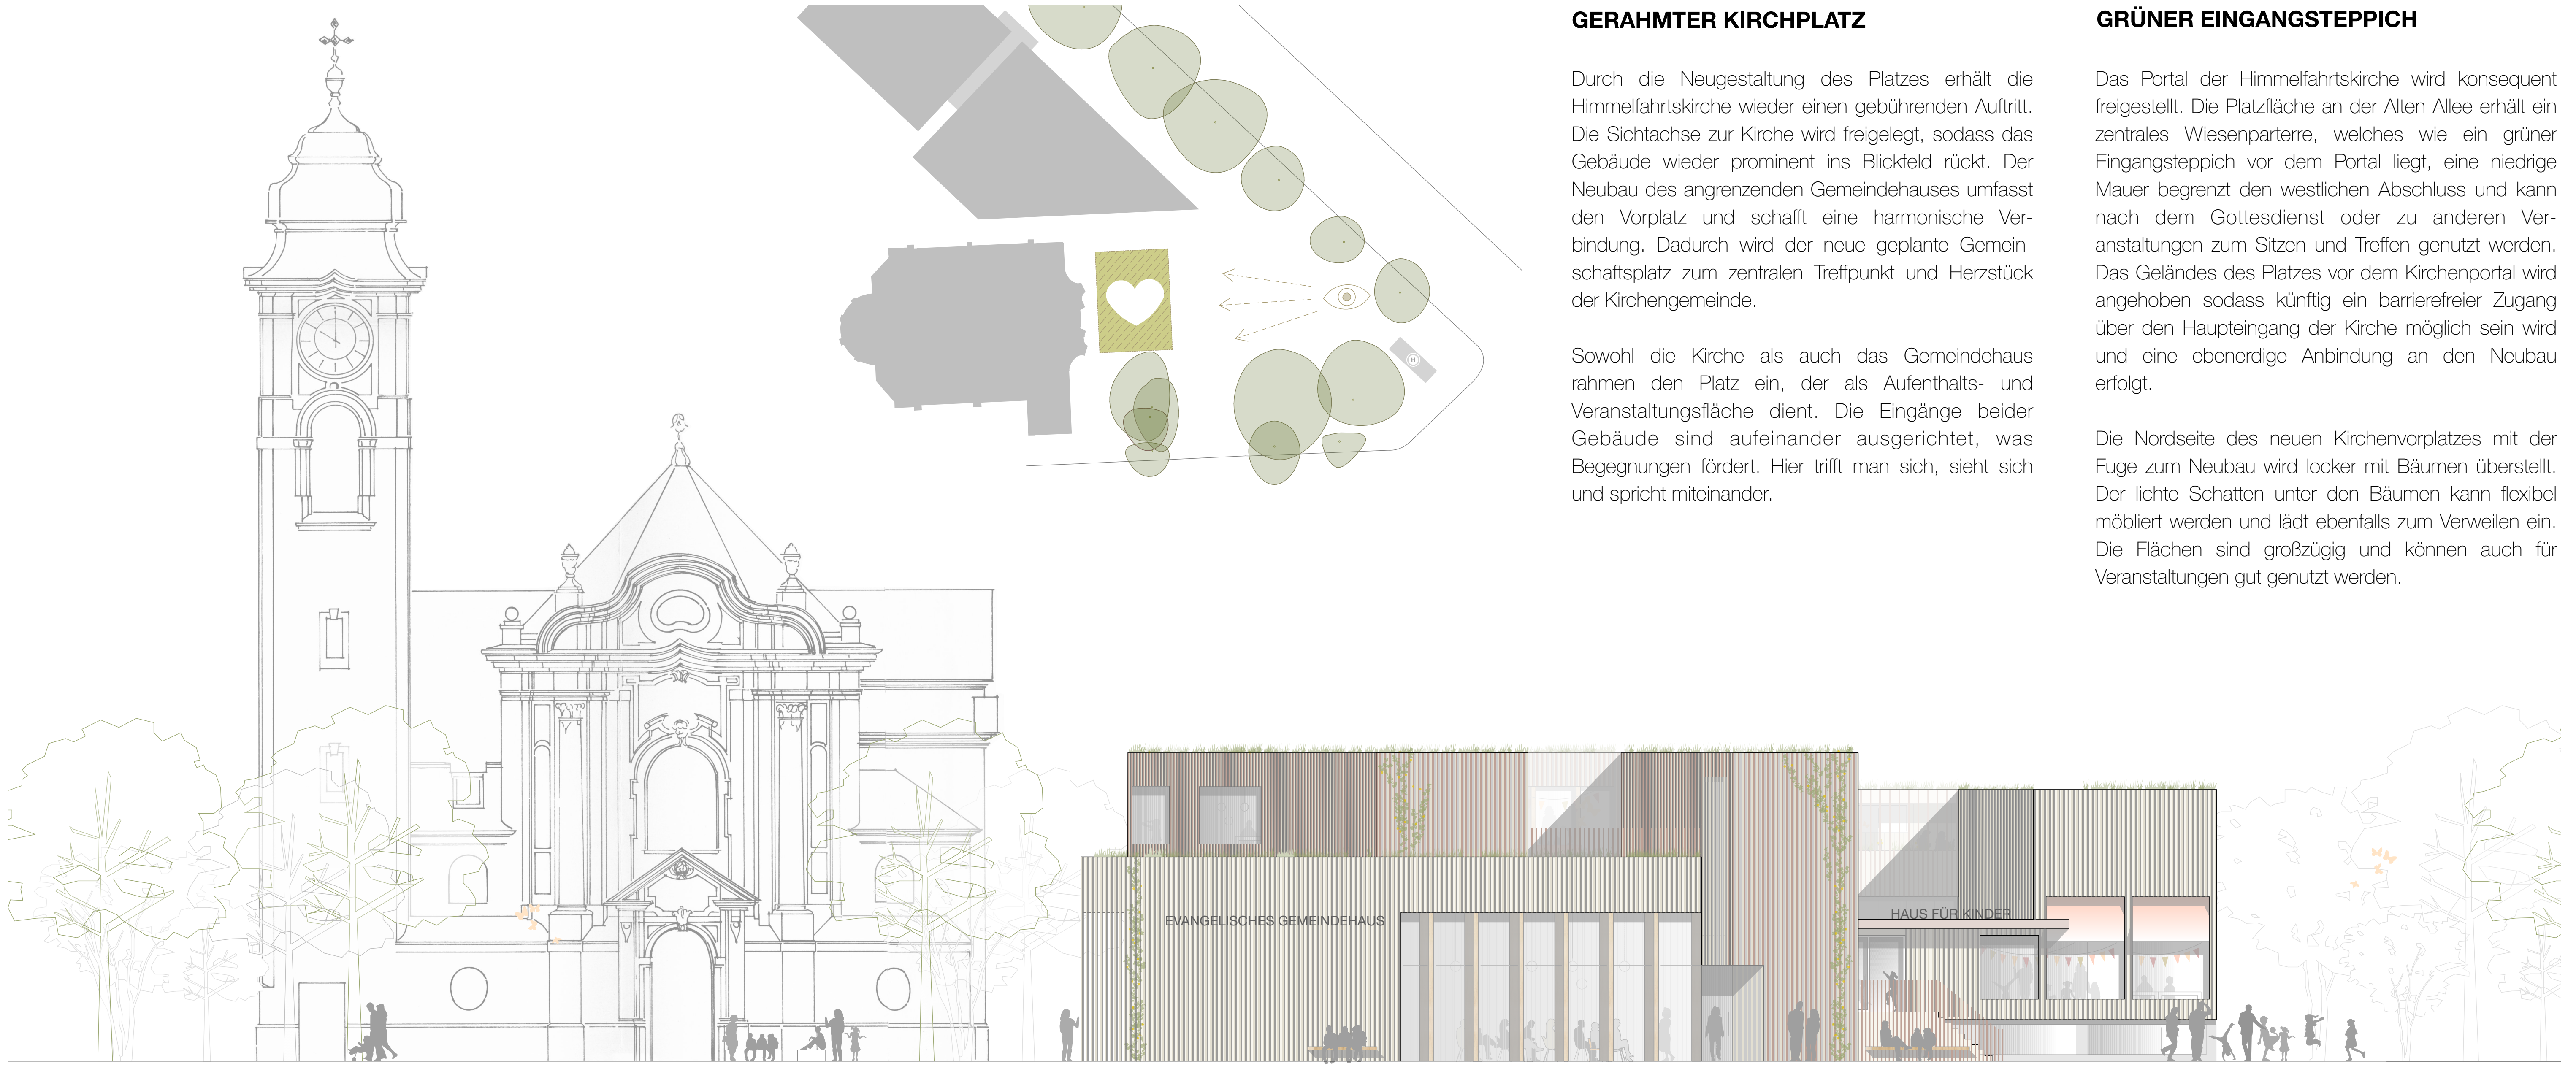 GERAHMTER KIRCHPLATZ
Durch die Neugestaltung des Platzes erhält die
Himmelfahrtskirche wieder einen gebührenden Auftritt.
Die Sichtachse zur Kirche wird freigelegt, sodass das
Gebäude wieder prominent ins Blickfeld rückt. Der
Neubau des angrenzenden Gemeindehauses umfasst
den Vorplatz und schafft eine harmonische Ver-
bindung. Dadurch wird der neue geplante Gemein-
schaftsplatz zum zentralen Treffpunkt und Herzstück
der Kirchengemeinde.
Sowohl die Kirche als auch das Gemeindehaus
rahmen den Platz ein, der als Aufenthalts- und
Veranstaltungsfläche dient. Die Eingänge beider
Gebäude sind aufeinander ausgerichtet, was
Begegnungen fördert. Hier trifft man sich, sieht sich
und spricht miteinander.
GRÜNER EINGANGSTEPPICH
Das Portal der Himmelfahrtskirche wird konsequent
freigestellt. Die Platzfläche an der Alten Allee erhält ein
zentrales Wiesenparterre, welches wie ein grüner
Eingangsteppich vor dem Portal liegt, eine niedrige
Mauer begrenzt den westlichen Abschluss und kann
nach dem Gottesdienst oder zu anderen Ver-
anstaltungen zum Sitzen und Treffen genutzt werden.
Das Geländes des Platzes vor dem Kirchenportal wird
angehoben sodass künftig ein barrierefreier Zugang
über den Haupteingang der Kirche möglich sein wird
und eine ebenerdige Anbindung an den Neubau
erfolgt.
Die Nordseite des neuen Kirchenvorplatzes mit der
Fuge zum Neubau wird locker mit Bäumen überstellt.
Der lichte Schatten unter den Bäumen kann flexibel
möbliert werden und lädt ebenfalls zum Verweilen ein.
Die Flächen sind großzügig und können auch für
Veranstaltungen gut genutzt werden.
H
EVANGELISCHES GEMEINDEHAUS
HAUS FÜR KINDER